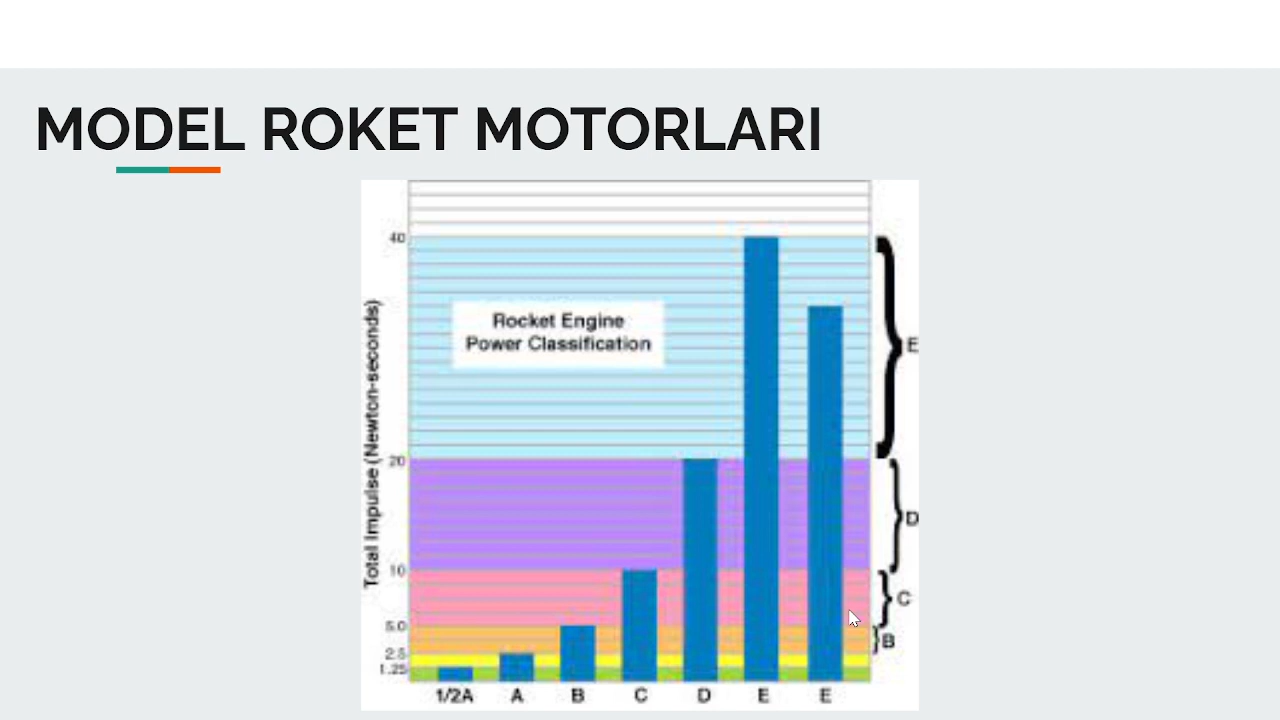 MODEL ROKET MOTORLARI
Total Impulse (Newton-seconds)
40
20
10
5.0
2.5
1.25
Rocket Engine
Power Classification
E
D
C
B
1/2A A B C D E E